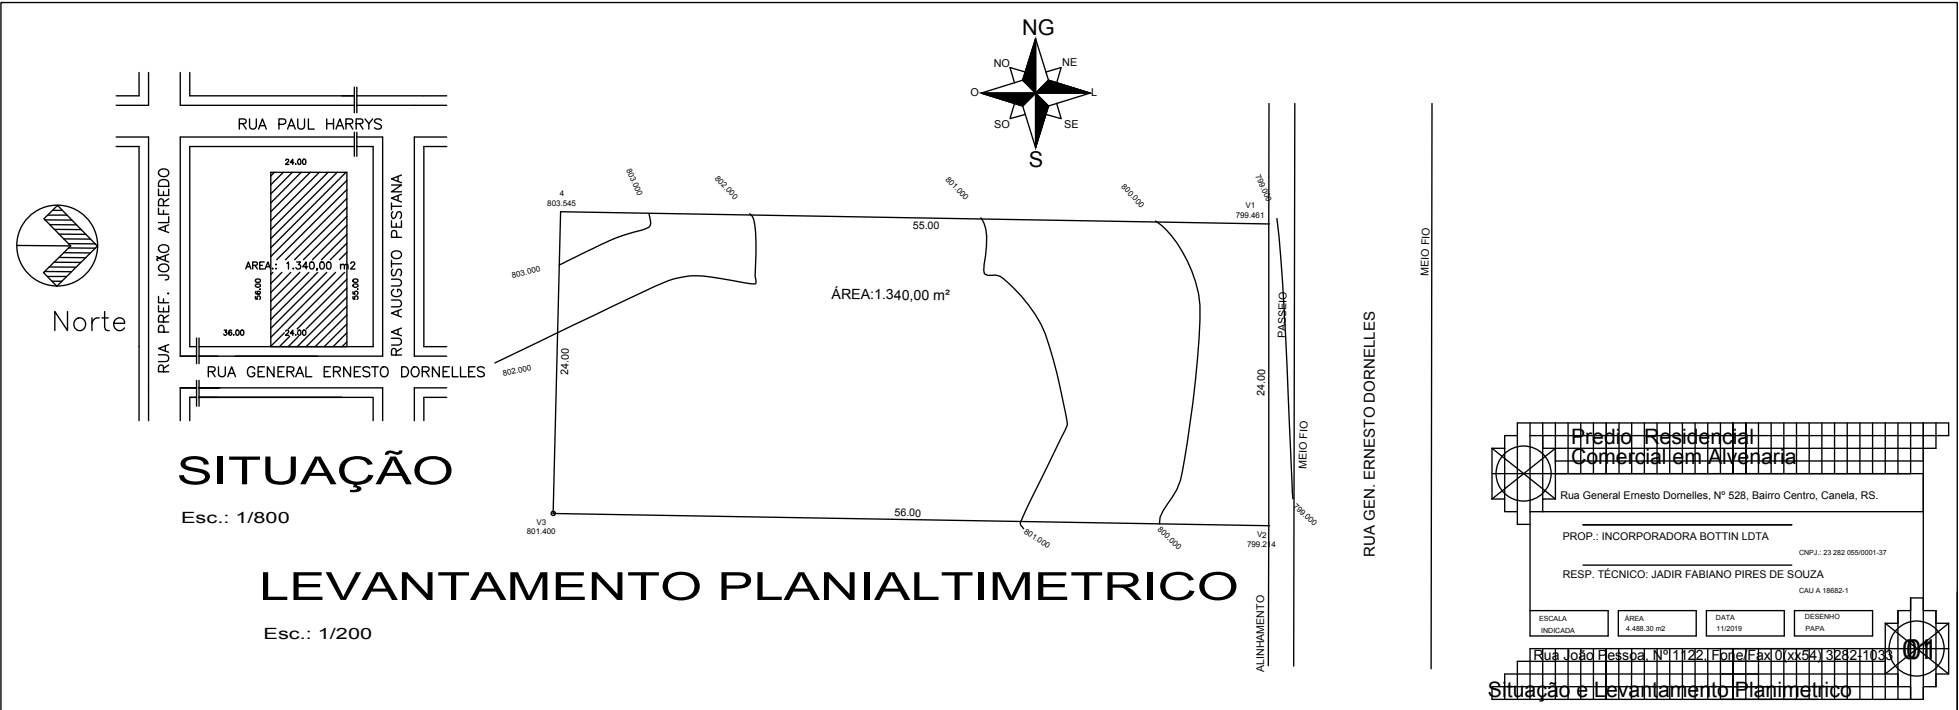 NG
NO
NE
O
L
SO
SE
S
RUA PAUL HARRYS
24.00
RUA PREF. JOÃO ALFREDO
RUA AUGUSTO PESTANA
AREA.: 1.340,00 m2
56.00
55.00
36.00
24.00
RUA GENERAL ERNESTO DORNELLES
Norte
SITUAÇÃO
Esc.: 1/800
4
803.545
803.000
802.000
801.000
800.000
799.000
V1
799.461
55.00
803.000
802.000
ÁREA:1.340,00 m²
24.00
24.00
56.00
V3
801.400
801.000
800.000
V2
799.214
799.000
PASSEIO
MEIO FIO
MEIO FIO
RUA GEN. ERNESTO DORNELLES
ALINHAMENTO
LEVANTAMENTO PLANIALTIMETRICO
Esc.: 1/200
Predio Residencial
Comercial em Alvenaria
Rua General Ernesto Dornelles, Nº 528, Bairro Centro, Canela, RS.
PROP.: INCORPORADORA BOTTIN LDTA
CNPJ.: 23 282 055/0001-37
RESP. TÉCNICO: JADIR FABIANO PIRES DE SOUZA
CAU A 18682-1
ESCALA
INDICADA
ÁREA
4.488.30 m2
DATA
11/2019
DESENHO
PAPA
Rua João Pessoa, Nº 1122, Fone/Fax 0(xx54) 3282-1033
01
Situação e Levantamento Planimetrico